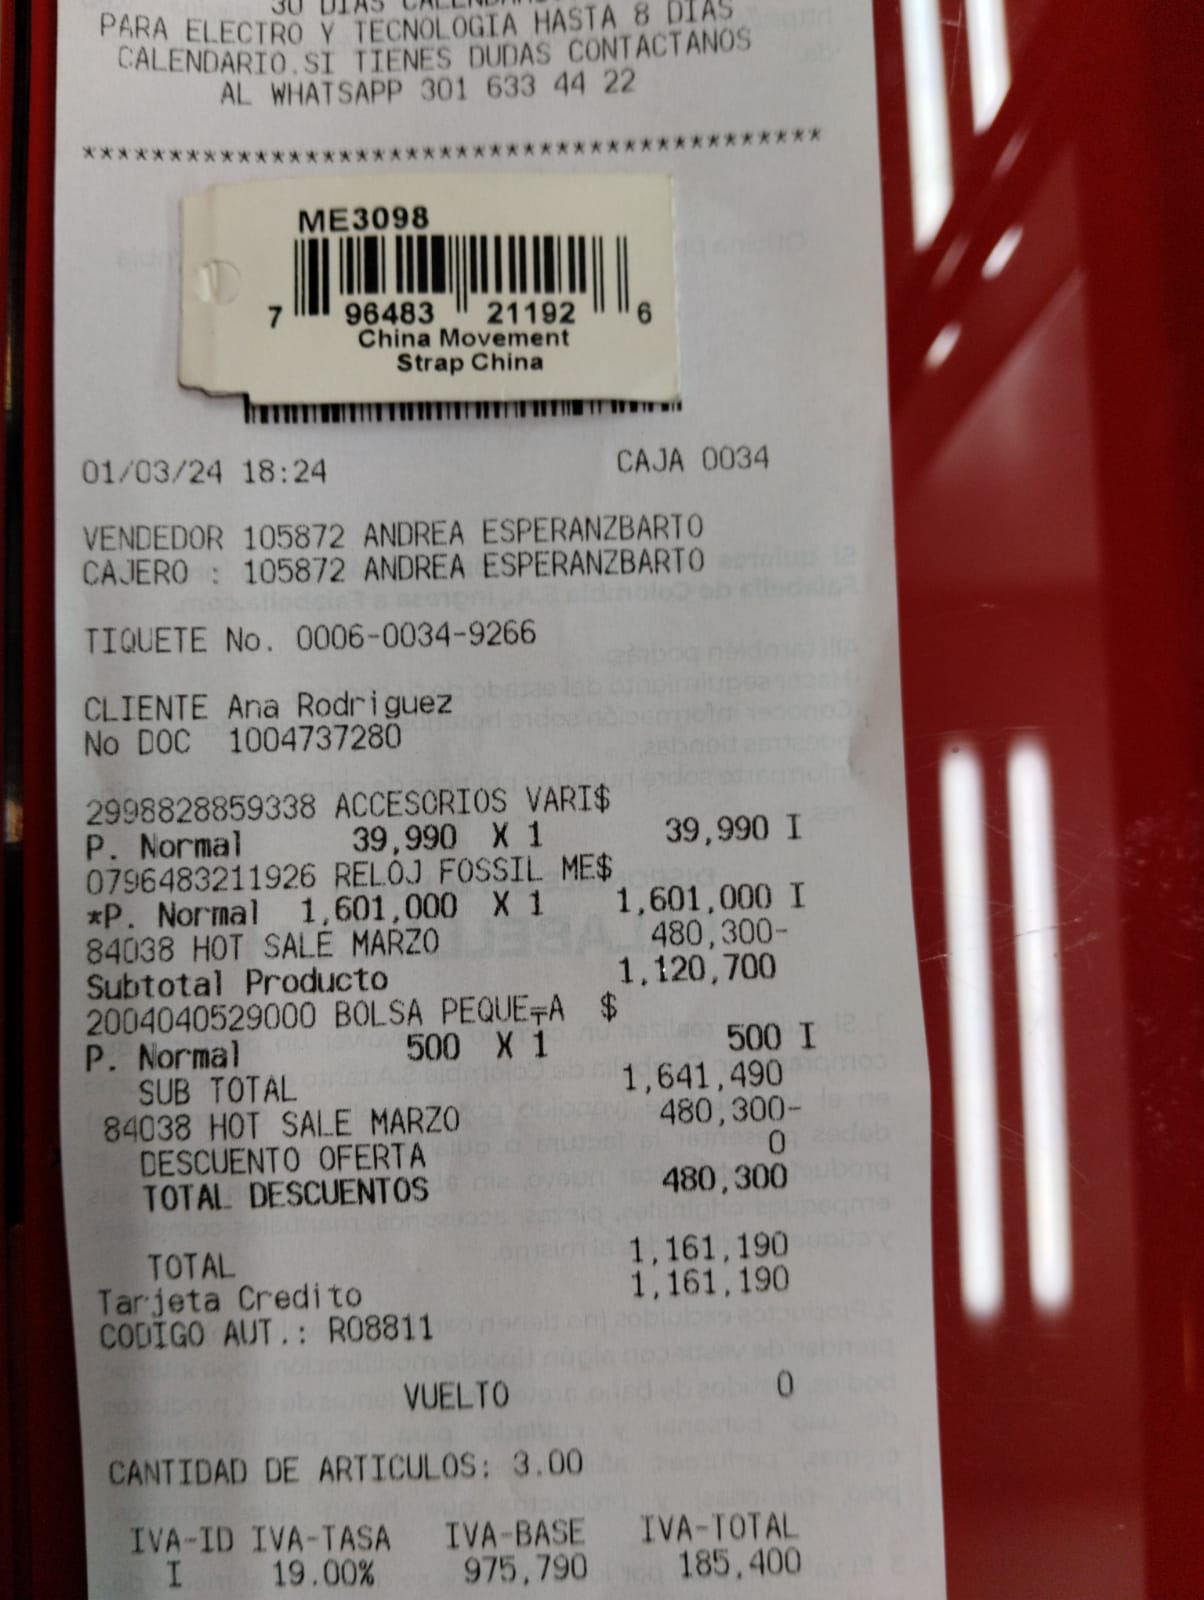 30 DIAS CALENDARIO
PARA ELECTRO Y TECNOLOGIA HASTA 8 DIAS
CALENDARIO.SI TIENES DUDAS CONTACTANOS
AL WHATSAPP 301 633 44 22
*******************************************
ME3098
7 96483 21192 6
China Movement
Strap China
01/03/24 18:24 CAJA 0034
VENDEDOR 105872 ANDREA ESPERANZBARTO
CAJERO : 105872 ANDREA ESPERANZBARTO
TIQUETE No. 0006-0034-9266
CLIENTE Ana Rodriguez
No DOC 1004737280
2998828859338 ACCESORIOS VARI$
P. Normal 39,990 X 1 39,990 I
0796483211926 RELOJ FOSSIL ME$
*P. Normal 1,601,000 X 1 1,601,000 I
84038 HOT SALE MARZO 480,300-
Subtotal Producto 1,120,700
2004040529000 BOLSA PEQUE╤A $
P. Normal 500 X 1 500 I
SUB TOTAL 1,641,490
84038 HOT SALE MARZO 480,300-
DESCUENTO OFERTA 0
TOTAL DESCUENTOS 480,300
TOTAL 1,161,190
Tarjeta Credito 1,161,190
CODIGO AUT.: R08811
VUELTO 0
CANTIDAD DE ARTICULOS: 3.00
IVA-ID IVA-TASA IVA-BASE IVA-TOTAL
I 19.00% 975,790 185,400